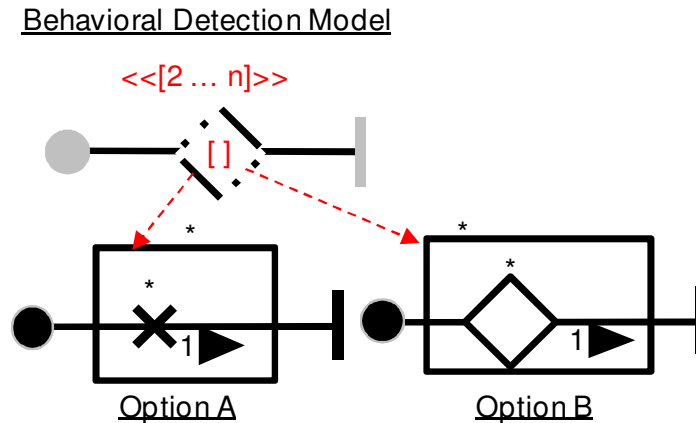 Behavioral Detection Model
<<[2 … n]>>
[ ]
*
*
*
*
1
1
Option A
Option B